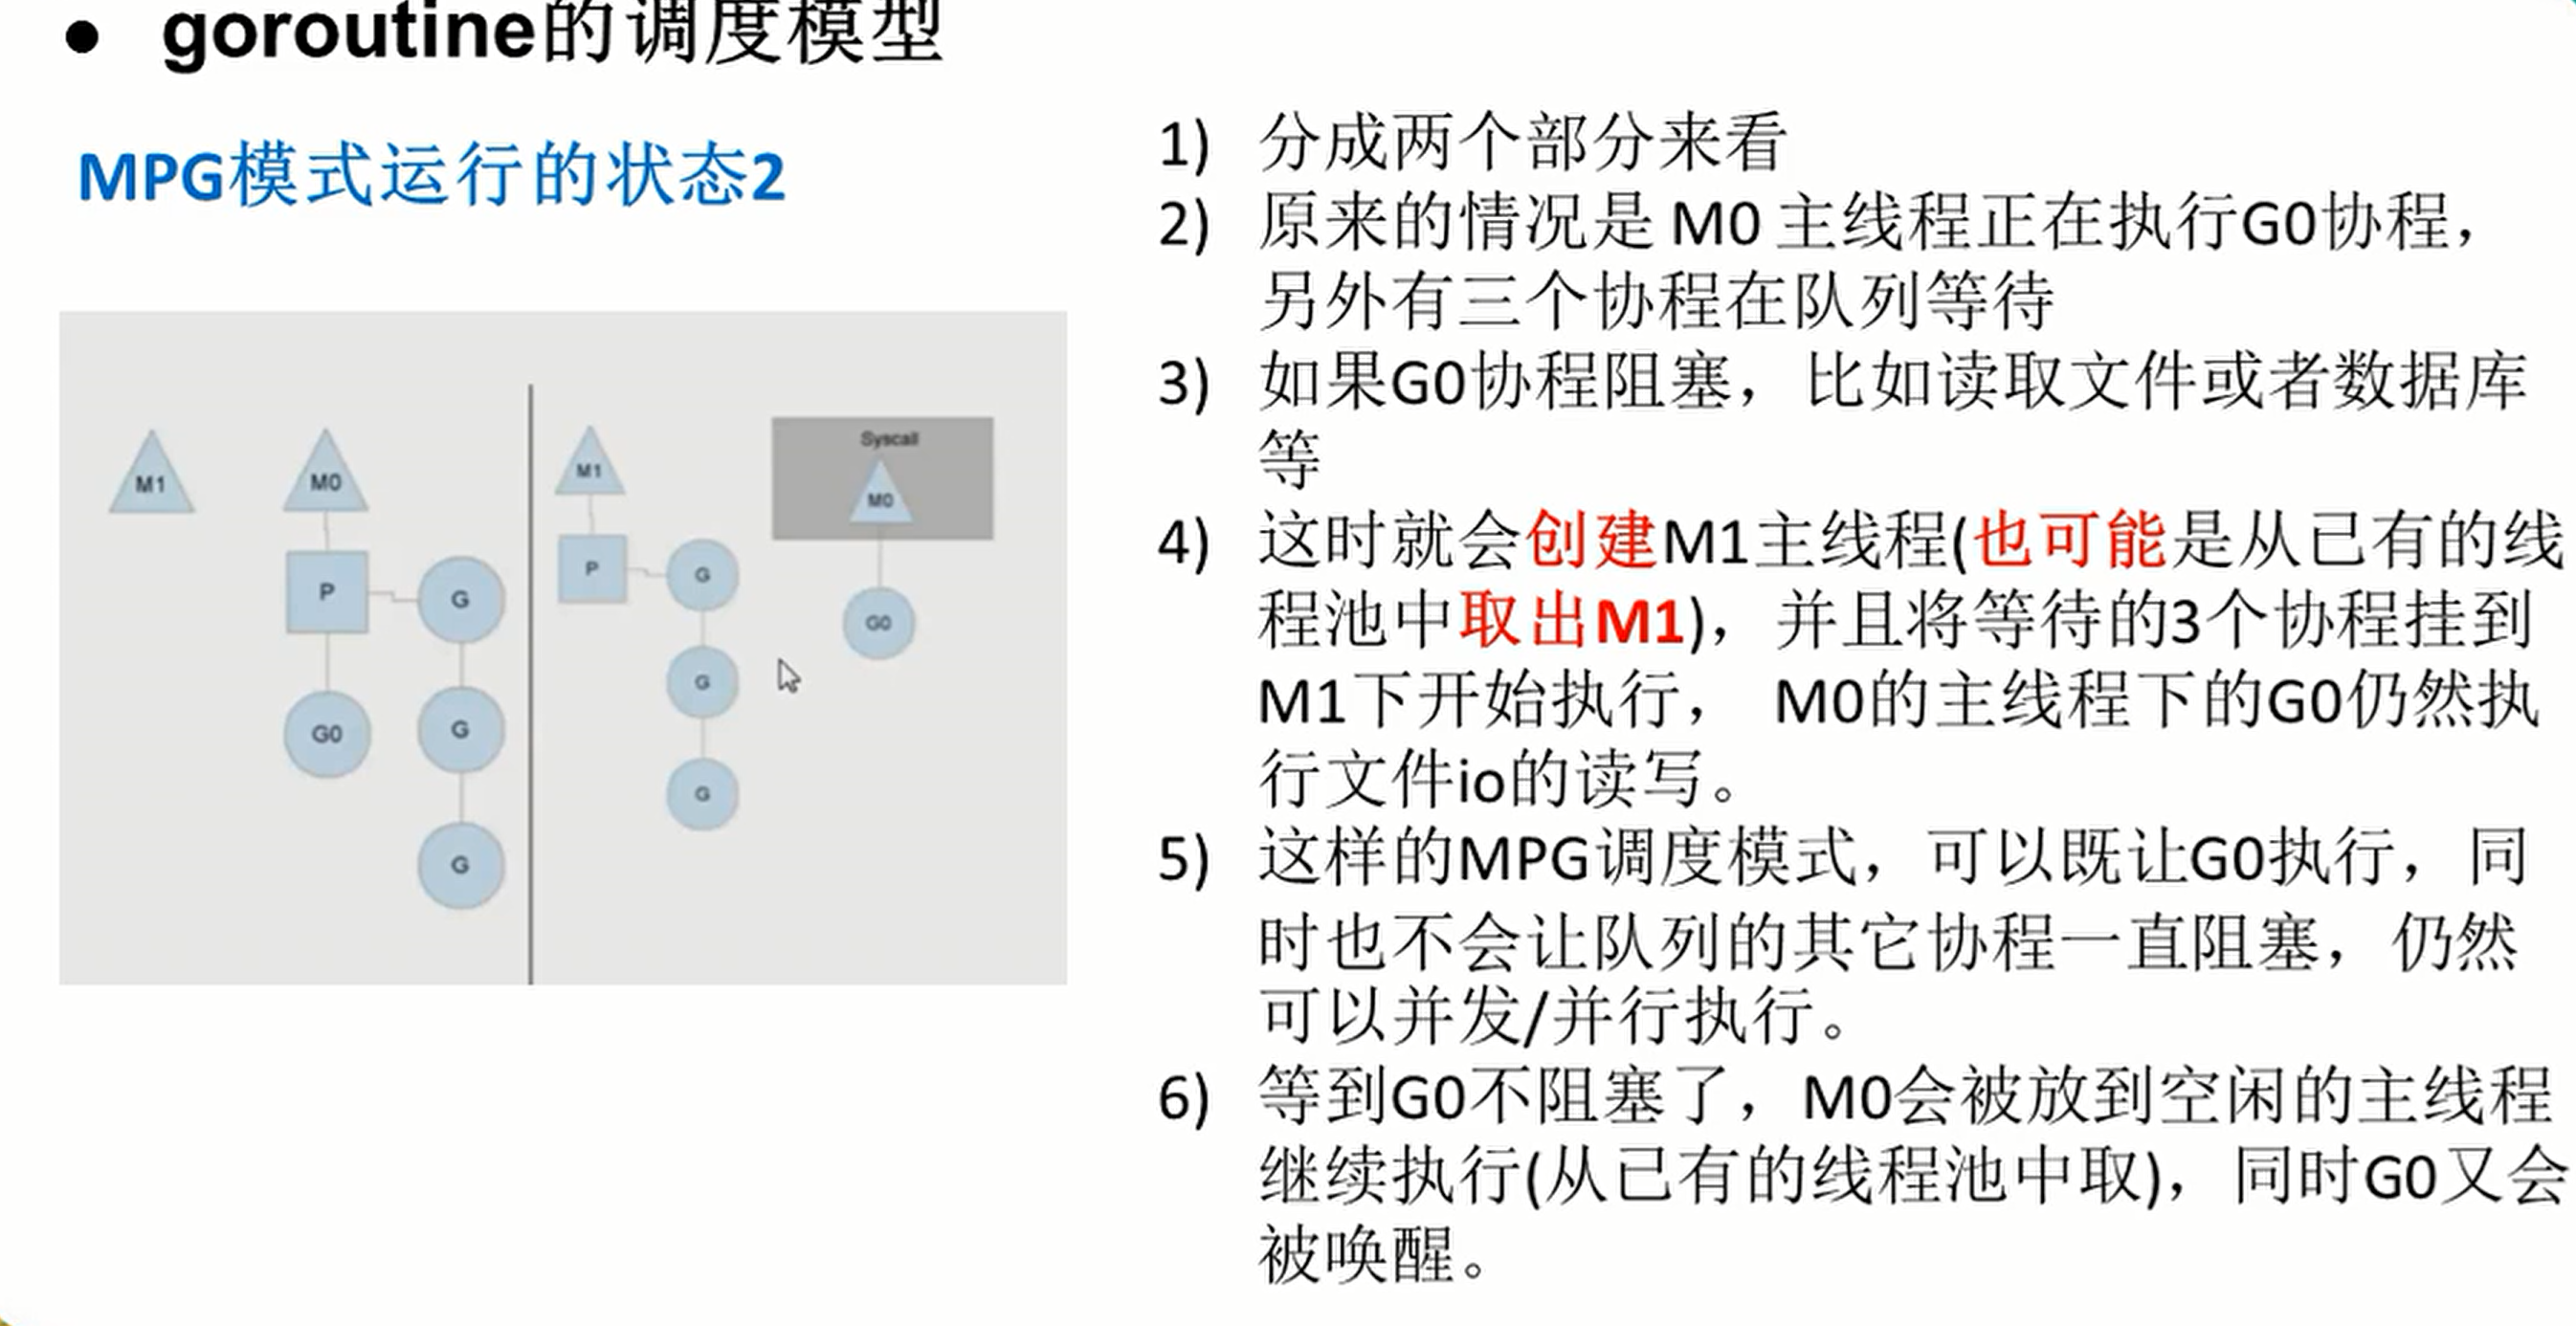 ● goroutine的调度模型
MPG模式运行的状态2
M1
M0
P
G
G0
G
G
M1
P
G
G
G
Syscall
M0
G0
1) 分成两个部分来看
2) 原来的情况是 M0 主线程正在执行G0协程，
另外有三个协程在队列等待
3) 如果G0协程阻塞，比如读取文件或者数据库
等
4) 这时就会创建M1主线程(也可能是从已有的线
程池中取出M1)，并且将等待的3个协程挂到
M1下开始执行， M0的主线程下的G0仍然执
行文件io的读写。
5) 这样的MPG调度模式，可以既让G0执行，同
时也不会让队列的其它协程一直阻塞，仍然
可以并发/并行执行。
6) 等到G0不阻塞了，M0会被放到空闲的主线程
继续执行(从已有的线程池中取)，同时G0又会
被唤醒。